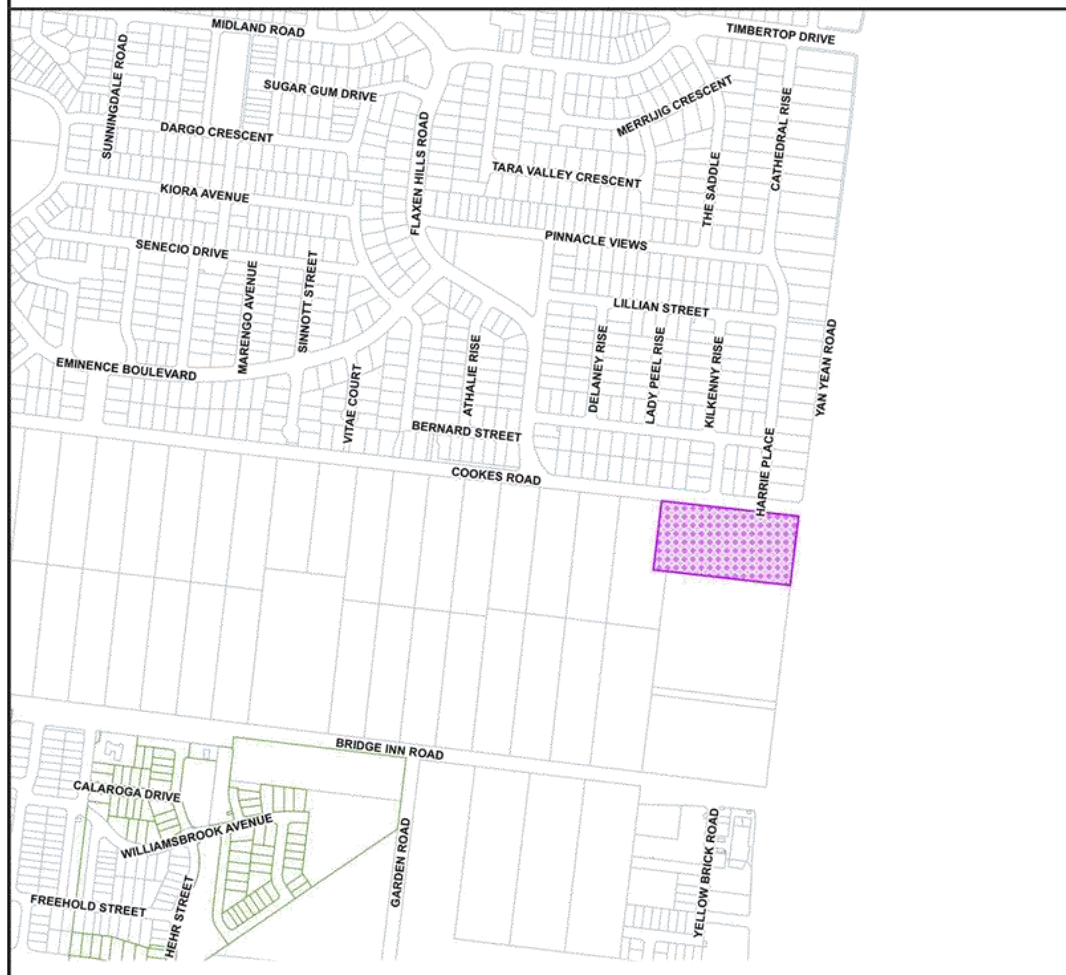 MIDLAND ROAD
TIMBERTOP DRIVE
SUNNINGDALE ROAD
SUGAR GUM DRIVE
MERRIJIG CRESCENT
DARGO CRESCENT
FLAXEN HILLS ROAD
CATHEDRAL RISE
TARA VALLEY CRESCENT
THE SADDLE
KIORA AVENUE
PINNACLE VIEWS
SENECIO DRIVE
MARENGO AVENUE
SINNOTT STREET
LILLIAN STREET
YAN YEAN ROAD
EMINENCE BOULEVARD
VITAE COURT
ATHALIE RISE
DELANEY RISE
LADY PEEL RISE
KILKENNY RISE
BERNARD STREET
HARRIE PLACE
COOKES ROAD
BRIDGE INN ROAD
CALAROGA DRIVE
WILLIAMSBROOK AVENUE
GARDEN ROAD
YELLOW BRICK ROAD
FREEHOLD STREET
HEHR STREET